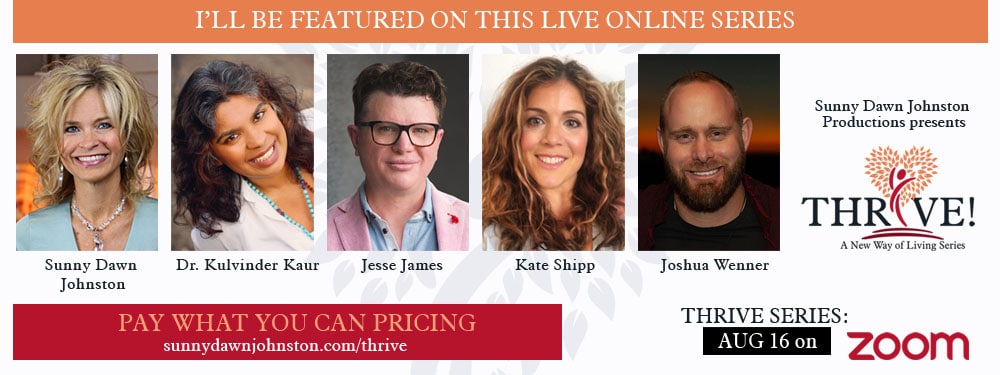 I'LL BE FEATURED ON THIS LIVE ONLINE SERIES
Sunny Dawn
Johnston
Dr. Kulvinder Kaur
Jesse James
Kate Shipp
Joshua Wenner
Sunny Dawn Johnston
Productions presents
THRIVE!
A New Way of Living Series
PAY WHAT YOU CAN PRICING
sunnydawnjohnston.com/thrive
THRIVE SERIES:
AUG 16 on
zoom